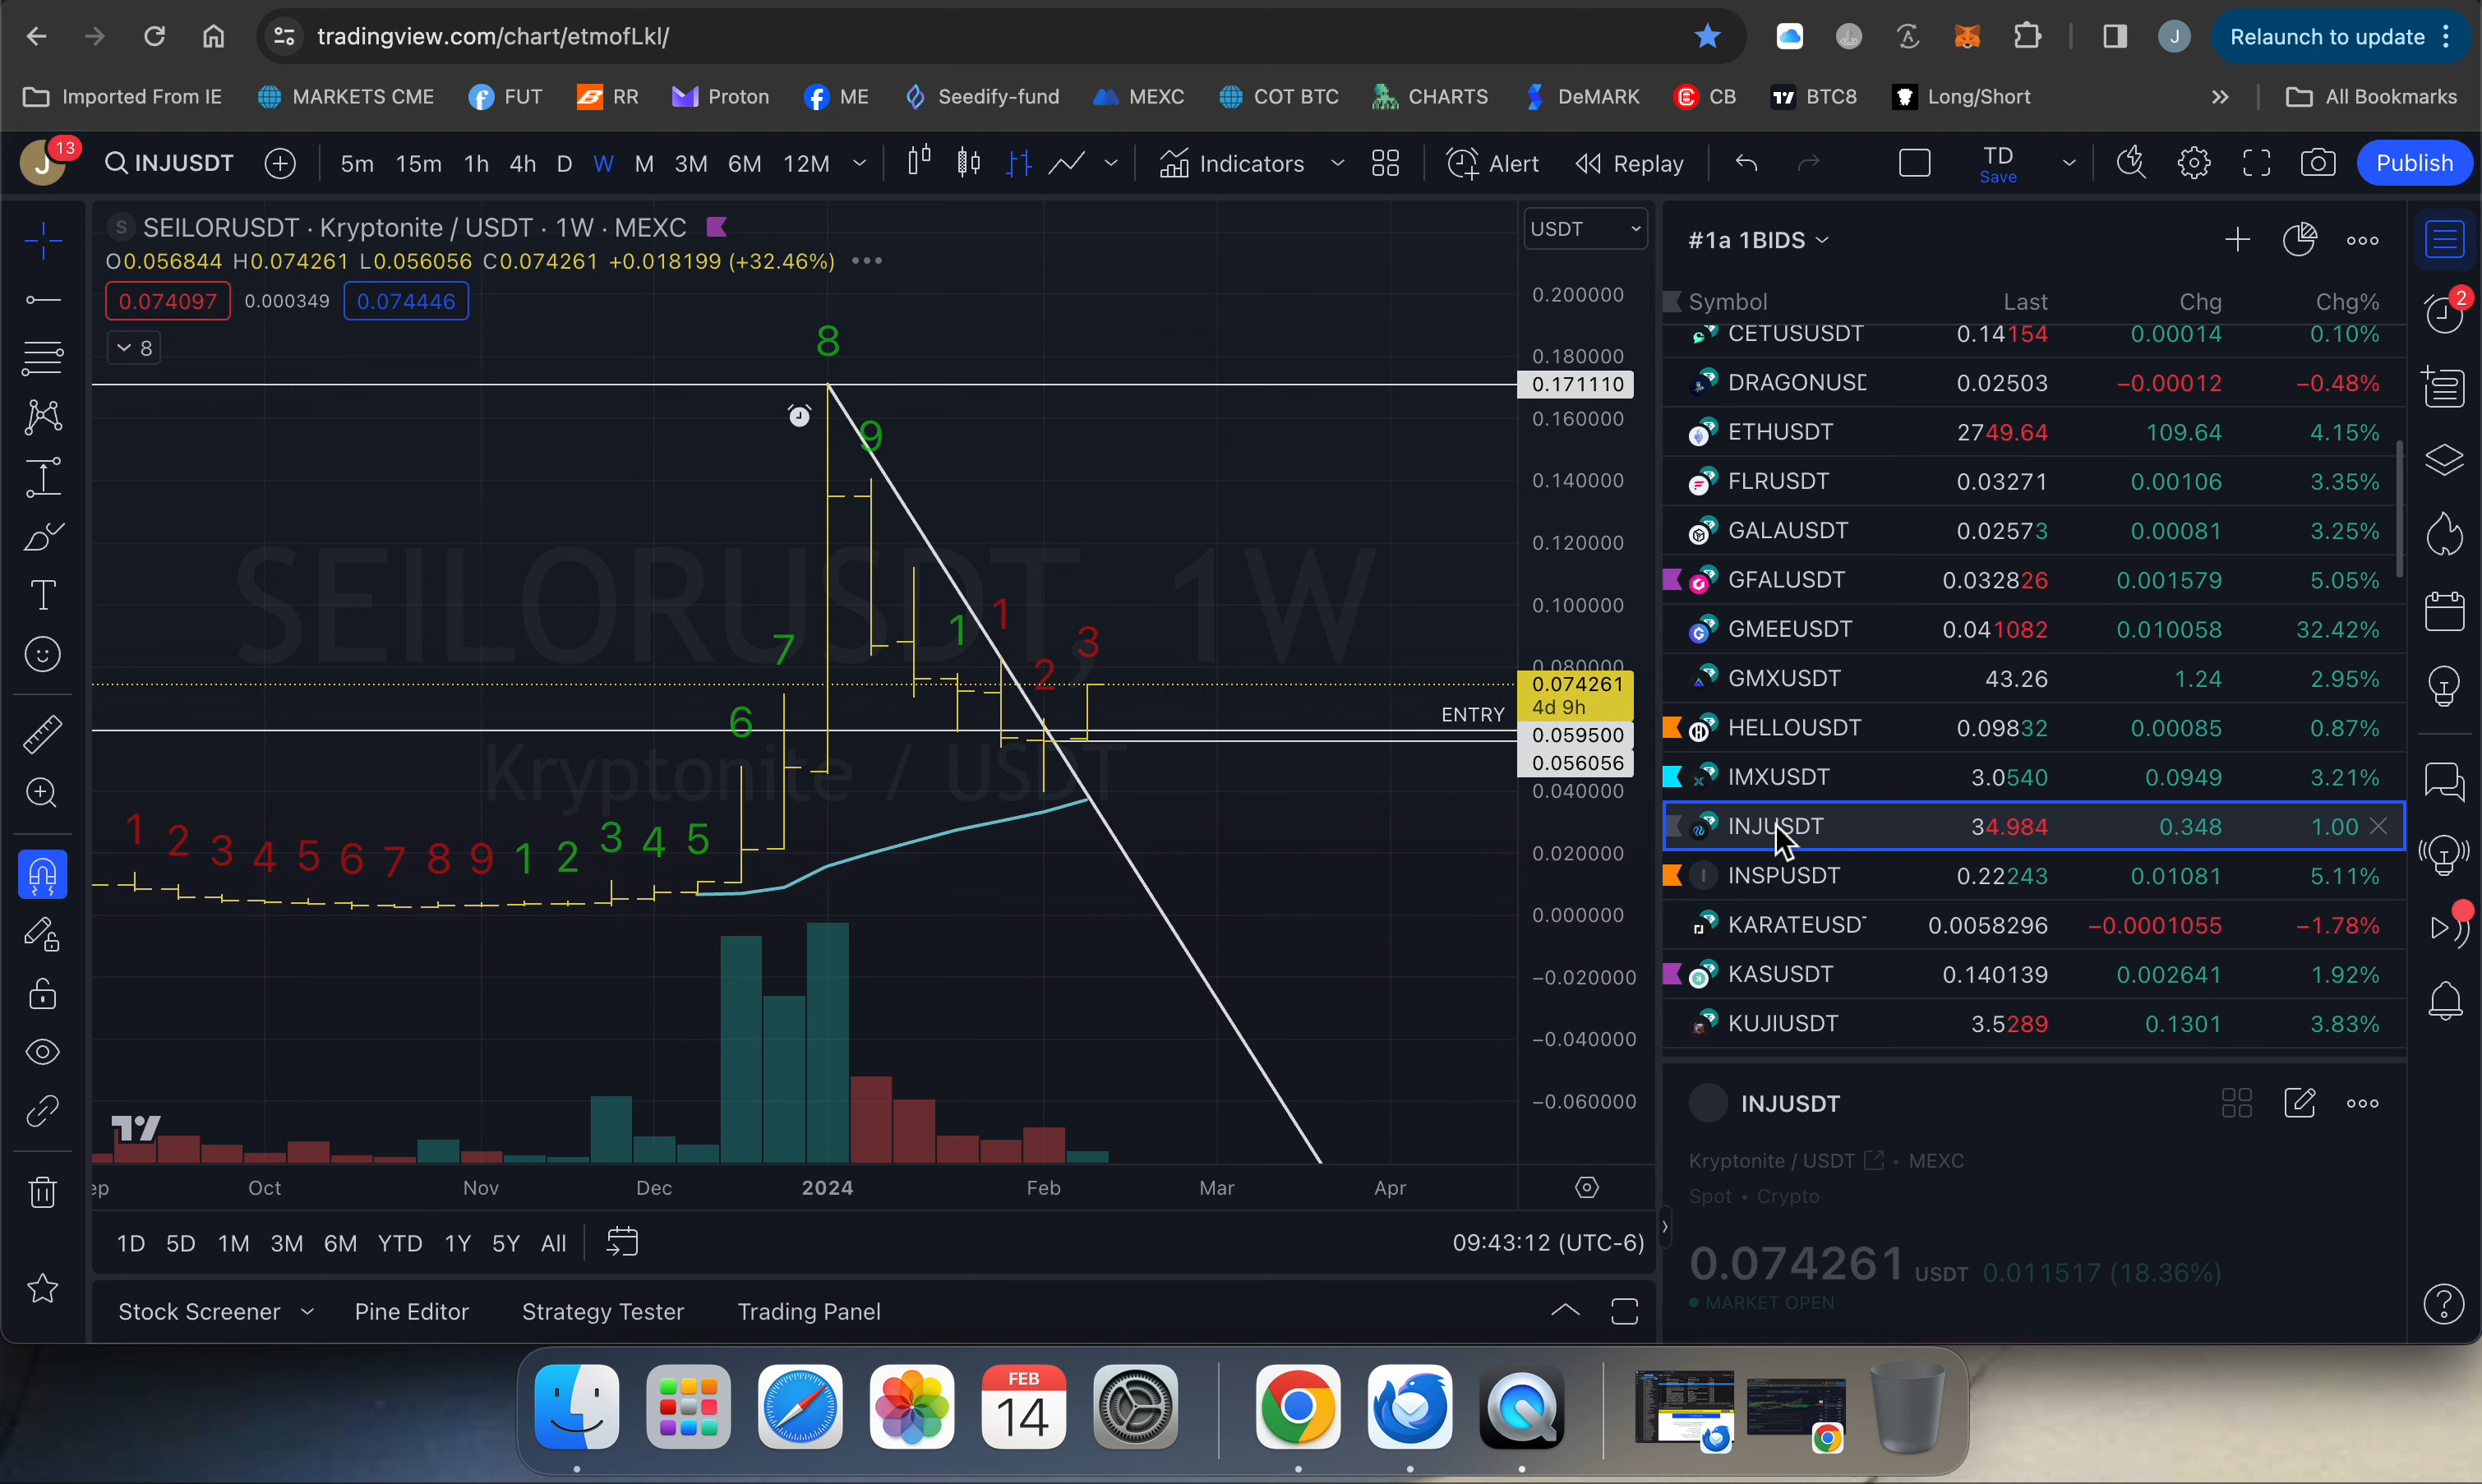 tradingview.com/chart/etmofLkl/
J
Relaunch to update
Imported From IE
MARKETS CME
FUT
RR
Proton
ME
Seedify-fund
MEXC
COT BTC
CHARTS
DeMARK
CB
BTC8
Long/Short
All Bookmarks
J 13
INJUSDT
5m 15m 1h 4h D W M 3M 6M 12M
Indicators
Alert
Replay
TD
Save
Publish
S SEILORUSDT · Kryptonite / USDT · 1W · MEXC
O0.056844 H0.074261 L0.056056 C0.074261 +0.018199 (+32.46%)
0.074097 0.000349 0.074446
8
SEILORUSDT, 1W
Kryptonite / USDT
8
9
7
1
1
2
3
6
1 2 3 4 5 6 7 8 9 1 2 3 4 5
ENTRY
USDT
0.200000
0.180000
0.171110
0.160000
0.140000
0.120000
0.100000
0.080000
0.074261
4d 9h
0.059500
0.056056
0.040000
0.020000
0.000000
−0.020000
−0.040000
−0.060000
ep Oct Nov Dec 2024 Feb Mar Apr
1D 5D 1M 3M 6M YTD 1Y 5Y All
09:43:12 (UTC-6)
Stock Screener
Pine Editor
Strategy Tester
Trading Panel
#1a 1BIDS
Symbol Last Chg Chg%
CETUSUSDT 0.14154 0.00014 0.10%
DRAGONUSD 0.02503 −0.00012 −0.48%
ETHUSDT 2749.64 109.64 4.15%
FLRUSDT 0.03271 0.00106 3.35%
GALAUSDT 0.02573 0.00081 3.25%
GFALUSDT 0.032826 0.001579 5.05%
GMEEUSDT 0.041082 0.010058 32.42%
GMXUSDT 43.26 1.24 2.95%
HELLOUSDT 0.09832 0.00085 0.87%
IMXUSDT 3.0540 0.0949 3.21%
INJUSDT 34.984 0.348 1.00
I INSPUSDT 0.22243 0.01081 5.11%
KARATEUSDT 0.0058296 −0.0001055 −1.78%
KASUSDT 0.140139 0.002641 1.92%
KUJIUSDT 3.5289 0.1301 3.83%
INJUSDT
Kryptonite / USDT • MEXC
Spot • Crypto
0.074261 USDT 0.011517 (18.36%)
MARKET OPEN
2
FEB
14